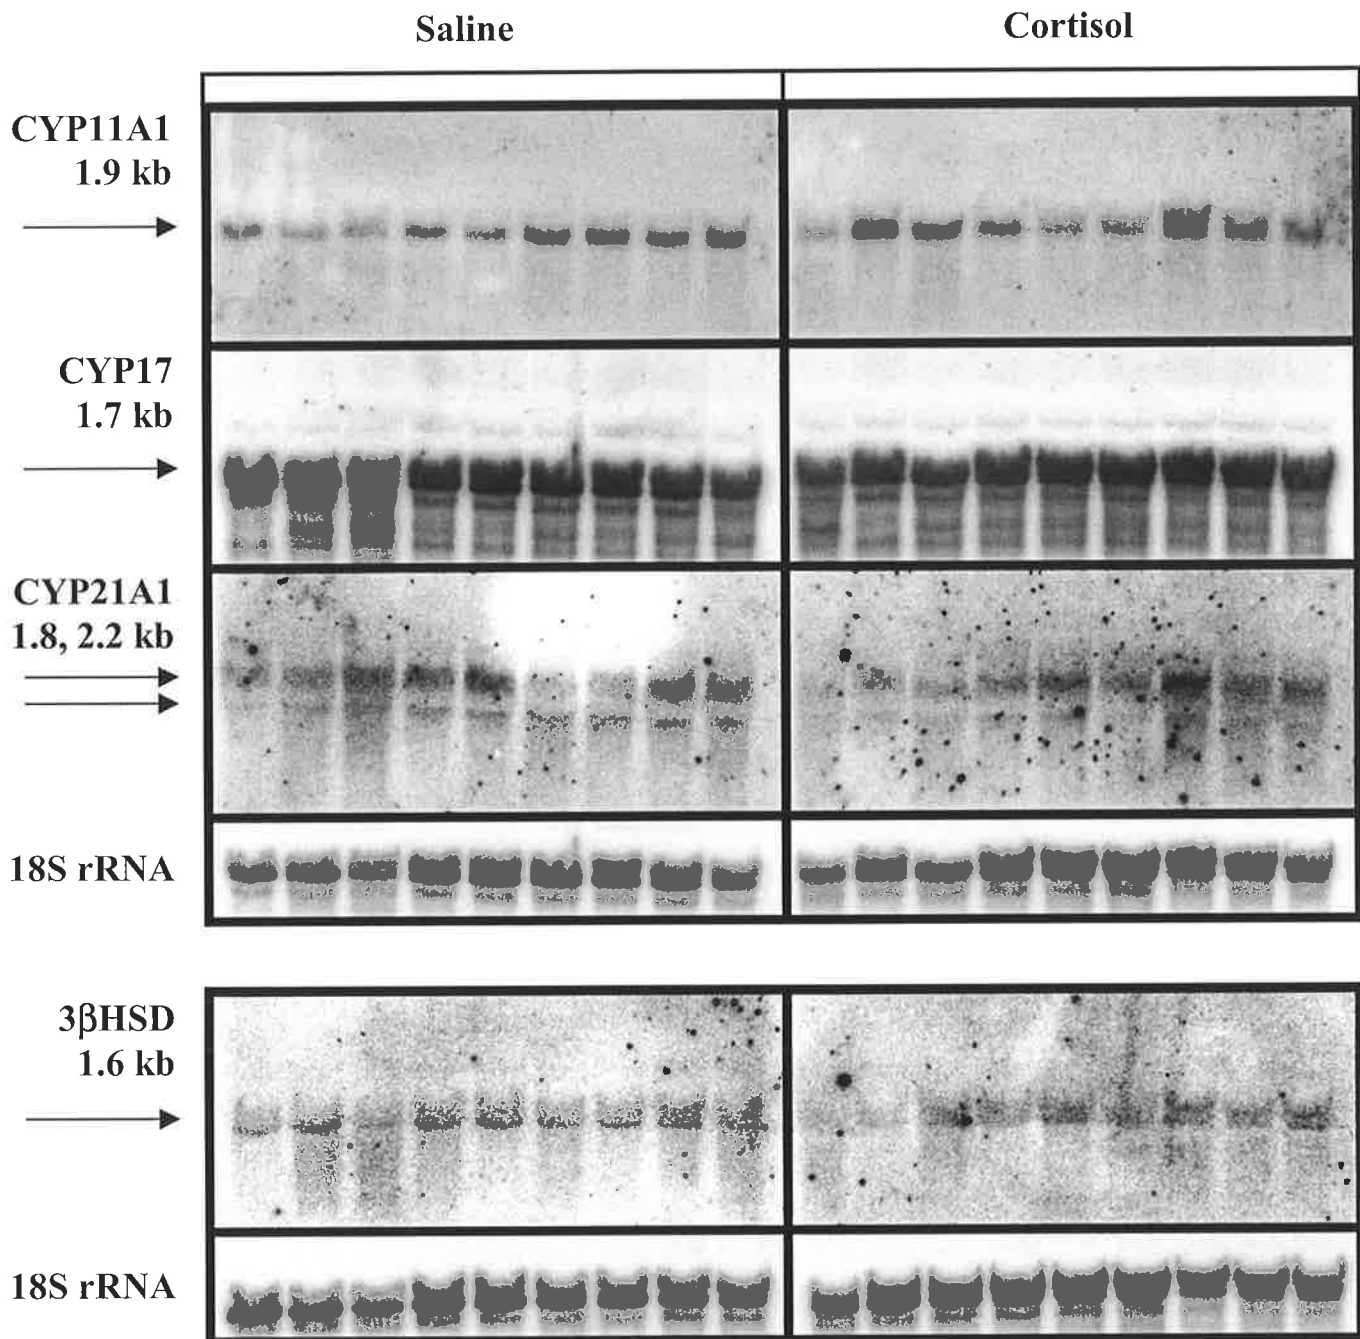 Saline
Cortisol
CYP11A1
1.9 kb
CYP17
1.7 kb
CYP21A1
1.8, 2.2 kb
18S rRNA
3βHSD
1.6 kb
18S rRNA